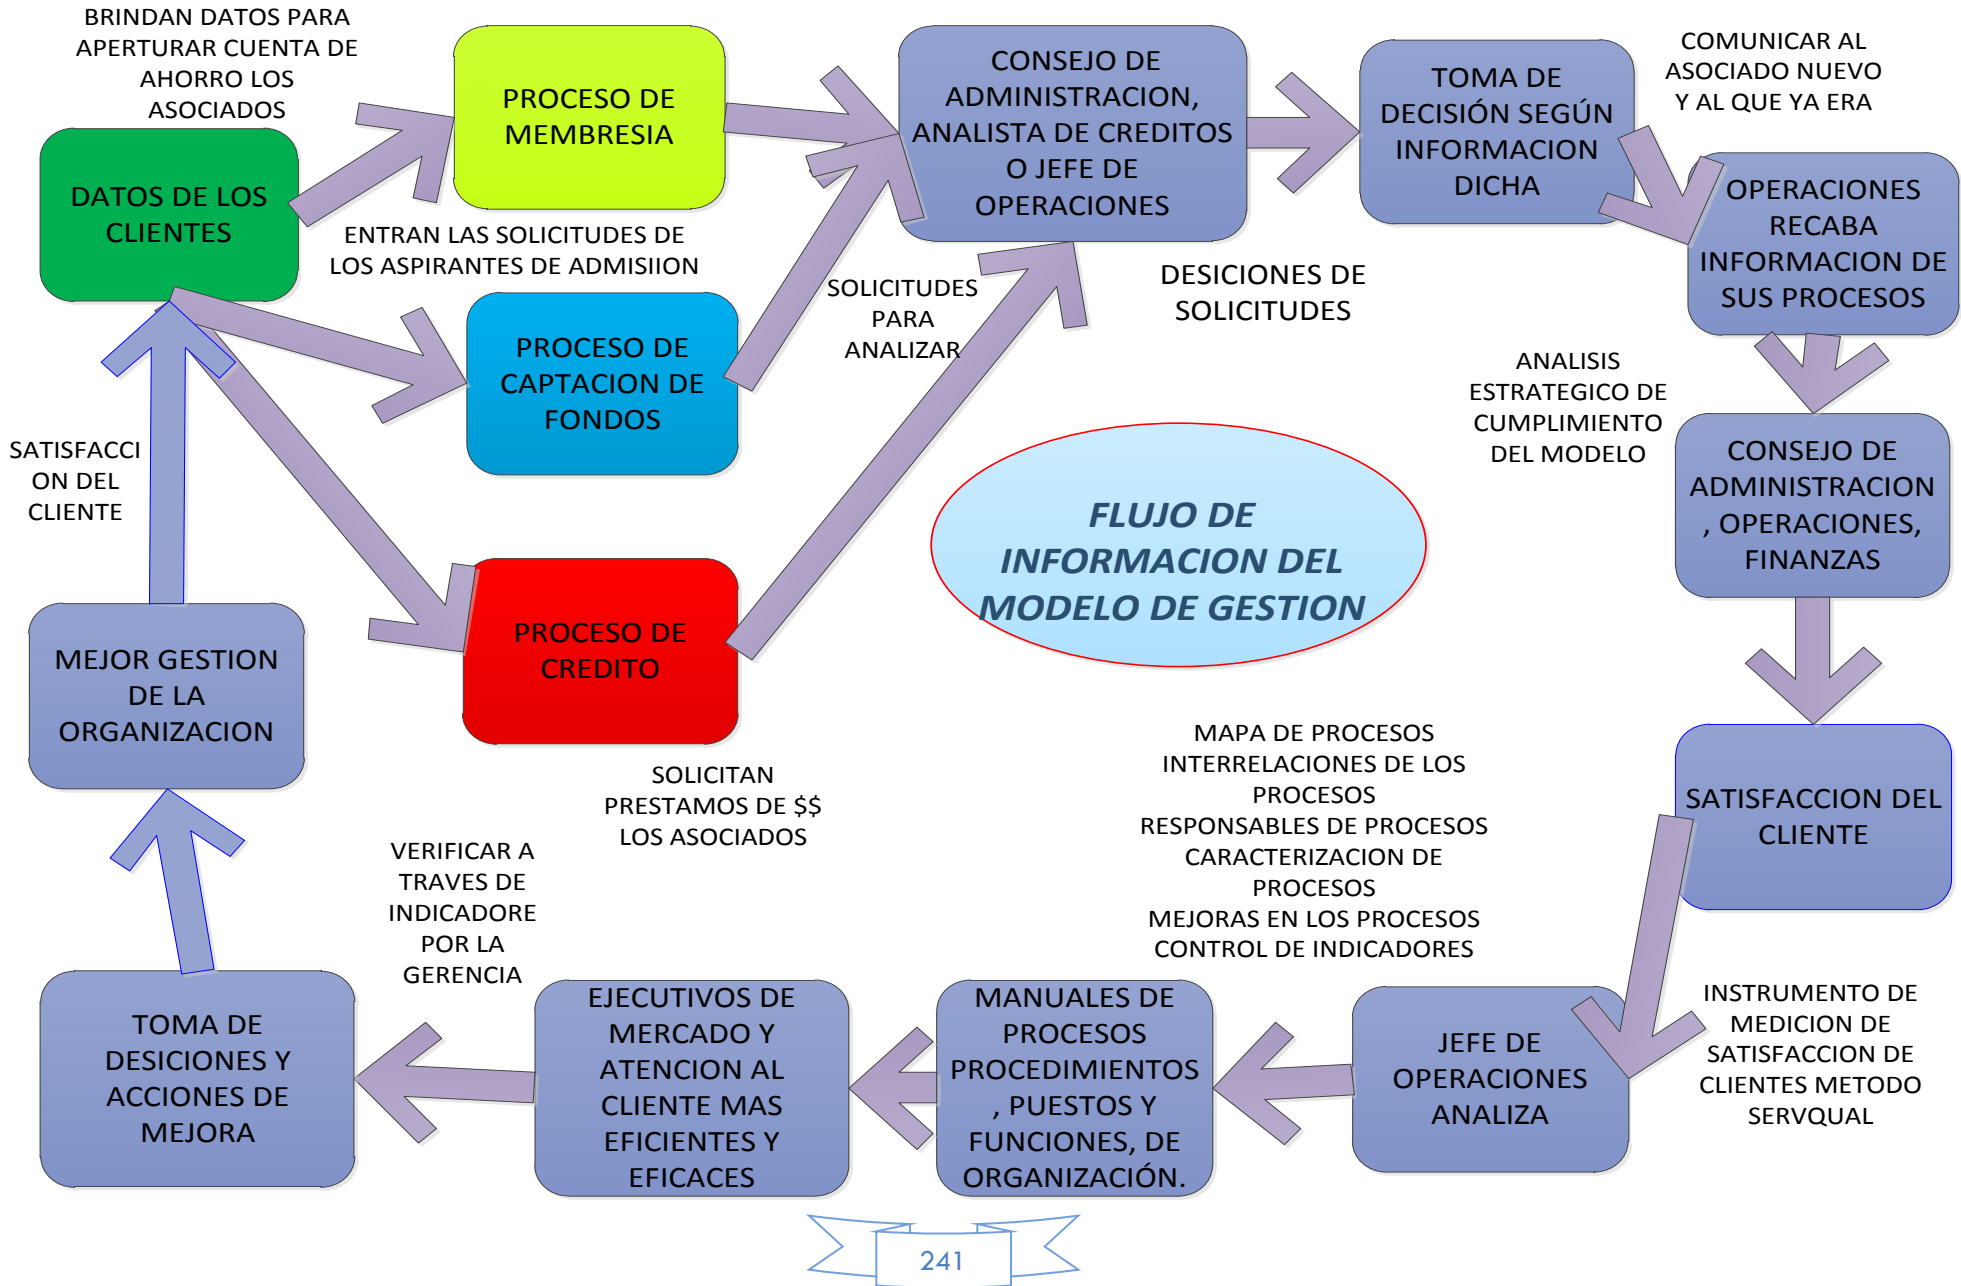 BRINDAN DATOS PARA
APERTURAR CUENTA DE
AHORRO LOS
ASOCIADOS
DATOS DE LOS
CLIENTES
PROCESO DE
MEMBRESIA
ENTRAN LAS SOLICITUDES DE
LOS ASPIRANTES DE ADMISIION
PROCESO DE
CAPTACION DE
FONDOS
PROCESO DE
CREDITO
SOLICITAN
PRESTAMOS DE $$
LOS ASOCIADOS
SOLICITUDES
PARA
ANALIZAR
CONSEJO DE
ADMINISTRACION,
ANALISTA DE CREDITOS
O JEFE DE
OPERACIONES
DESICIONES DE
SOLICITUDES
TOMA DE
DECISIÓN SEGÚN
INFORMACION
DICHA
COMUNICAR AL
ASOCIADO NUEVO
Y AL QUE YA ERA
OPERACIONES
RECABA
INFORMACION DE
SUS PROCESOS
ANALISIS
ESTRATEGICO DE
CUMPLIMIENTO
DEL MODELO
CONSEJO DE
ADMINISTRACION
, OPERACIONES,
FINANZAS
FLUJO DE
INFORMACION DEL
MODELO DE GESTION
SATISFACCION DEL
CLIENTE
INSTRUMENTO DE
MEDICION DE
SATISFACCION DE
CLIENTES METODO
SERVQUAL
JEFE DE
OPERACIONES
ANALIZA
MAPA DE PROCESOS
INTERRELACIONES DE LOS
PROCESOS
RESPONSABLES DE PROCESOS
CARACTERIZACION DE
PROCESOS
MEJORAS EN LOS PROCESOS
CONTROL DE INDICADORES
MANUALES DE
PROCESOS
PROCEDIMIENTOS
, PUESTOS Y
FUNCIONES, DE
ORGANIZACIÓN.
EJECUTIVOS DE
MERCADO Y
ATENCION AL
CLIENTE MAS
EFICIENTES Y
EFICACES
VERIFICAR A
TRAVES DE
INDICADORE
POR LA
GERENCIA
TOMA DE
DESICIONES Y
ACCIONES DE
MEJORA
MEJOR GESTION
DE LA
ORGANIZACION
SATISFACCI
ON DEL
CLIENTE
241